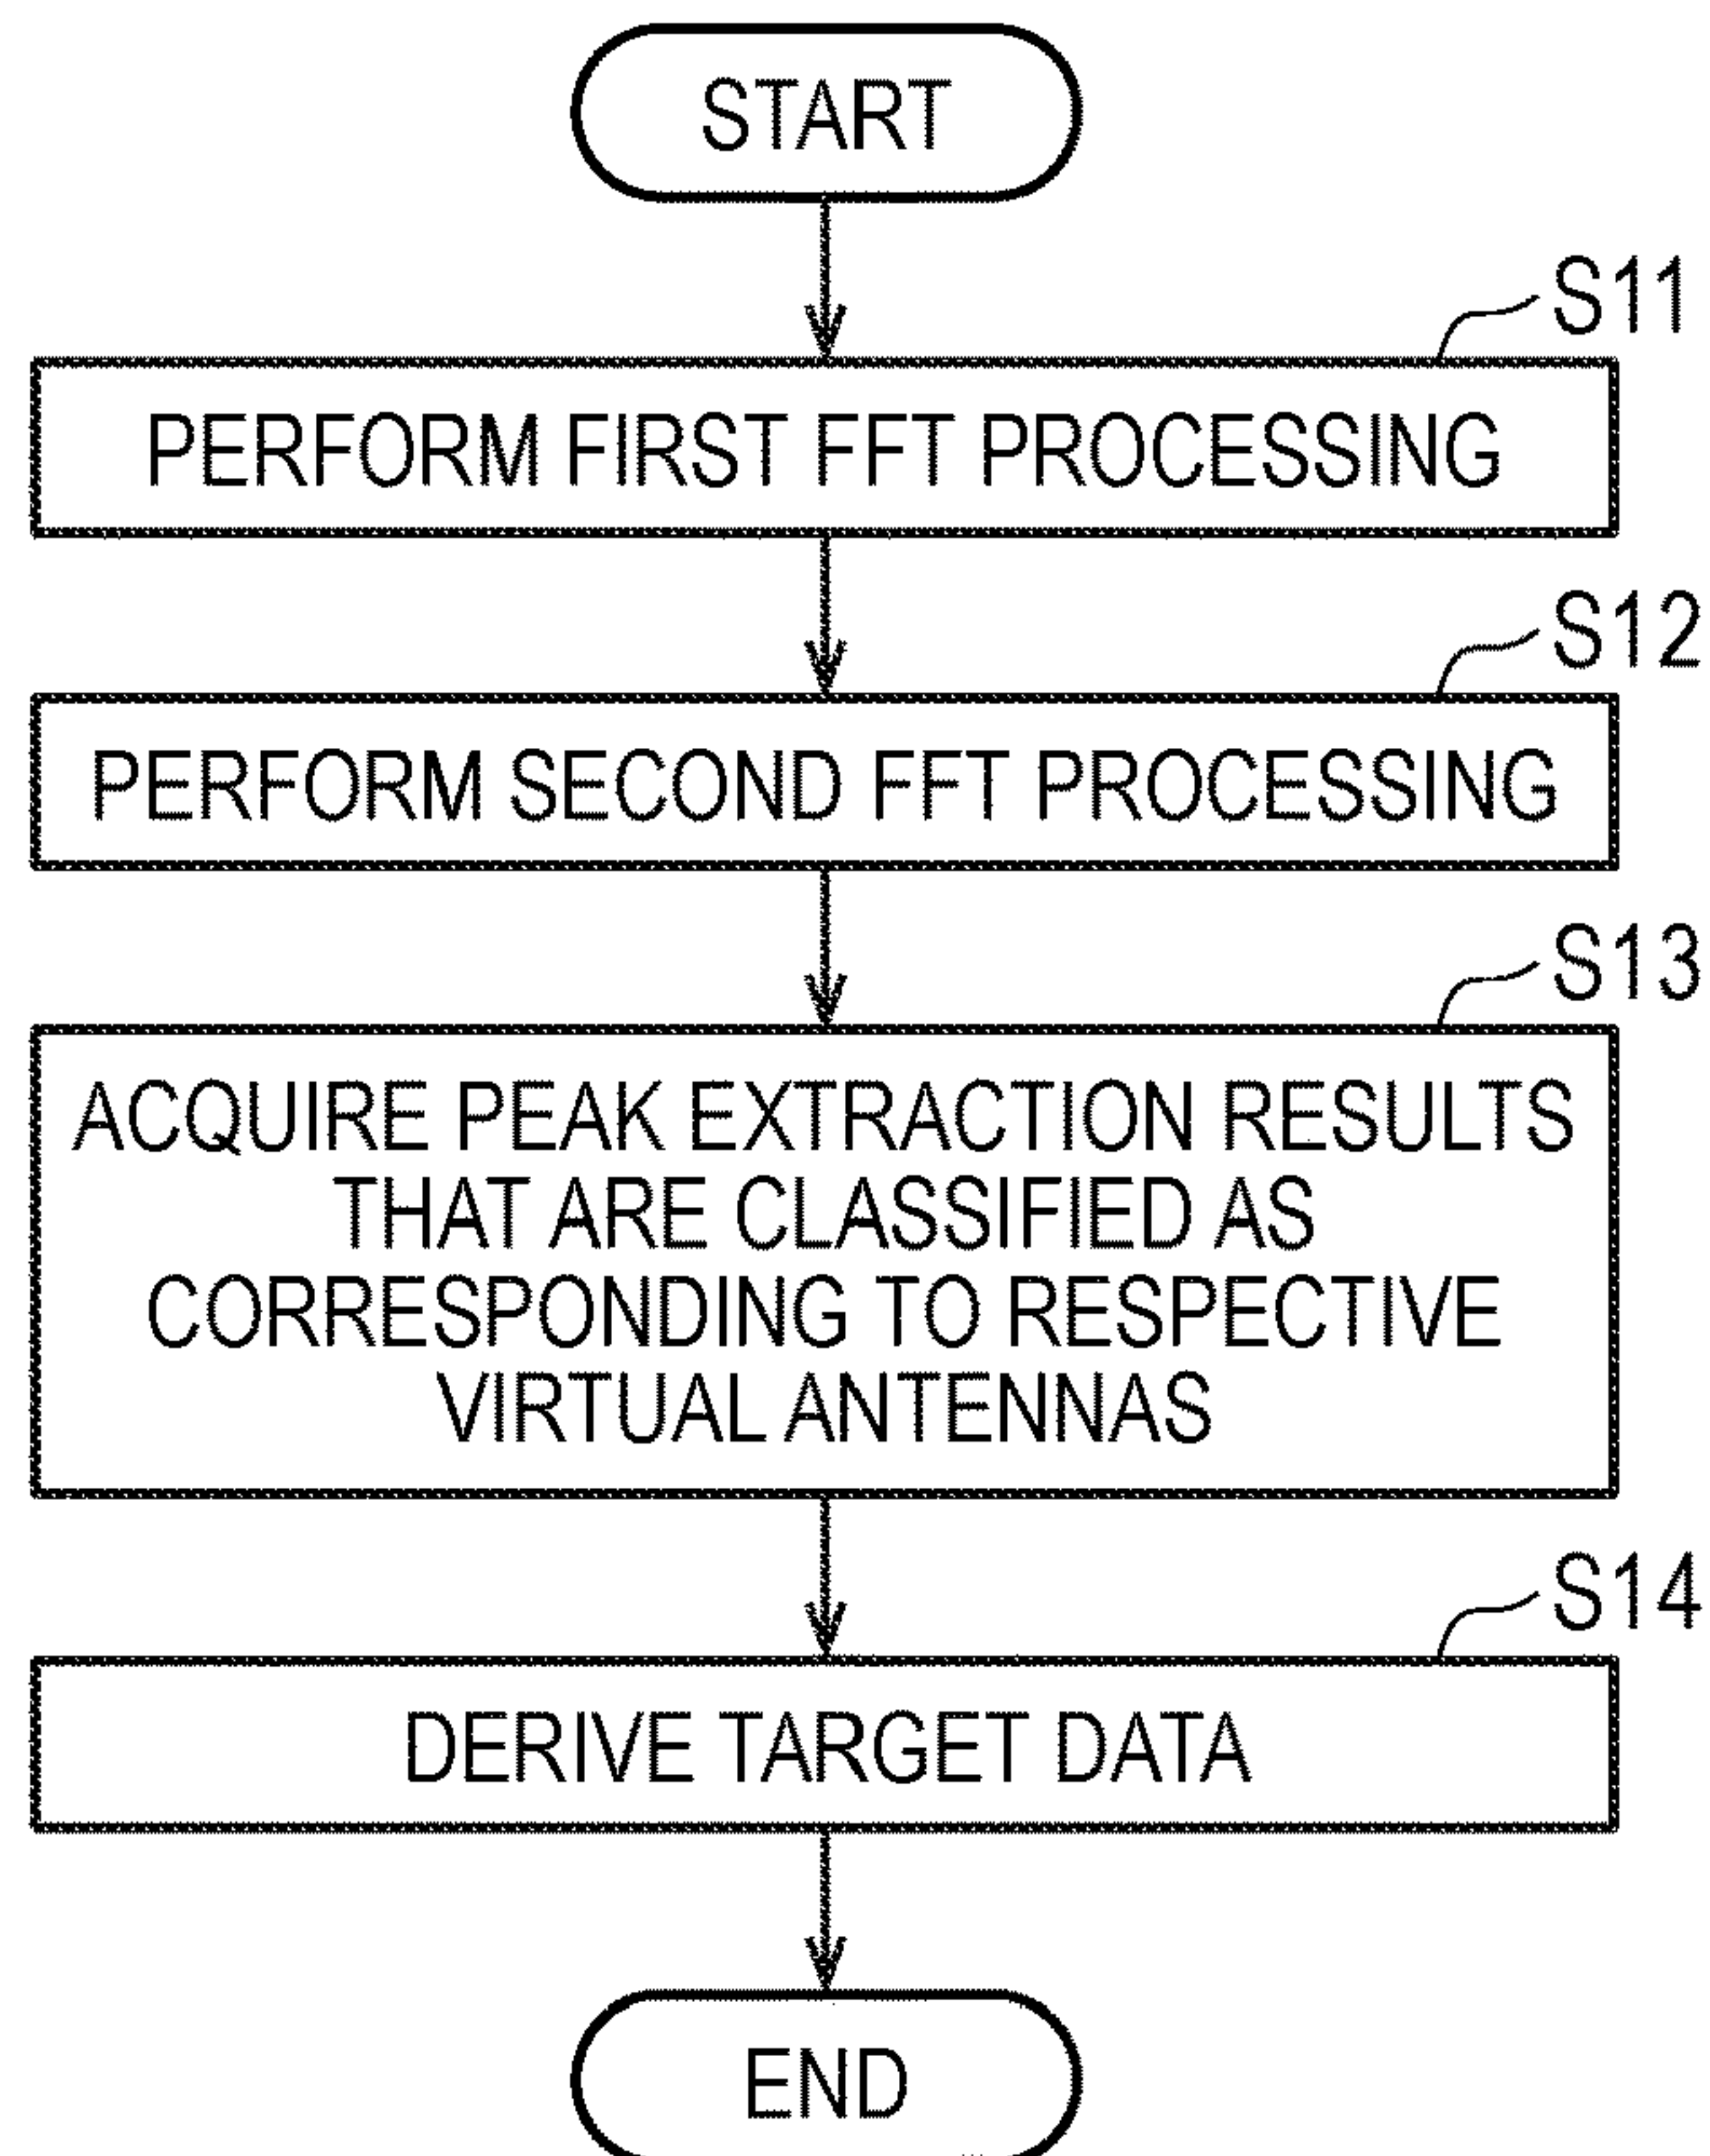 START
S11
PERFORM FIRST FFT PROCESSING
S12
PERFORM SECOND FFT PROCESSING
S13
ACQUIRE PEAK EXTRACTION RESULTS
THAT ARE CLASSIFIED AS
CORRESPONDING TO RESPECTIVE
VIRTUAL ANTENNAS
S14
DERIVE TARGET DATA
END